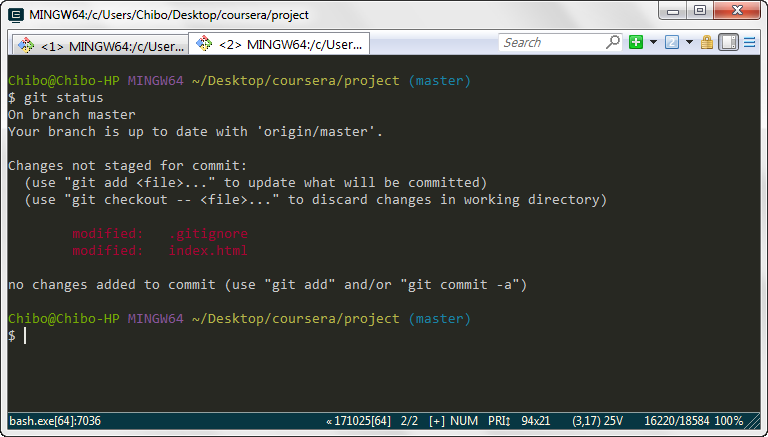 MINGW64:/c/Users/Chibo/Desktop/coursera/project
<1> MINGW64:/c/User...
<2> MINGW64:/c/User...
Search
Chibo@Chibo-HP MINGW64 ~/Desktop/coursera/project (master)
$ git status
On branch master
Your branch is up to date with 'origin/master'.
Changes not staged for commit:
  (use "git add <file>..." to update what will be committed)
  (use "git checkout -- <file>..." to discard changes in working directory)
        modified:   .gitignore
        modified:   index.html
no changes added to commit (use "git add" and/or "git commit -a")
Chibo@Chibo-HP MINGW64 ~/Desktop/coursera/project (master)
$
bash.exe[64]:7036 « 171025[64] 2/2 [+] NUM PRI↕ 94x21 (3,17) 25V 16220/18584 100%